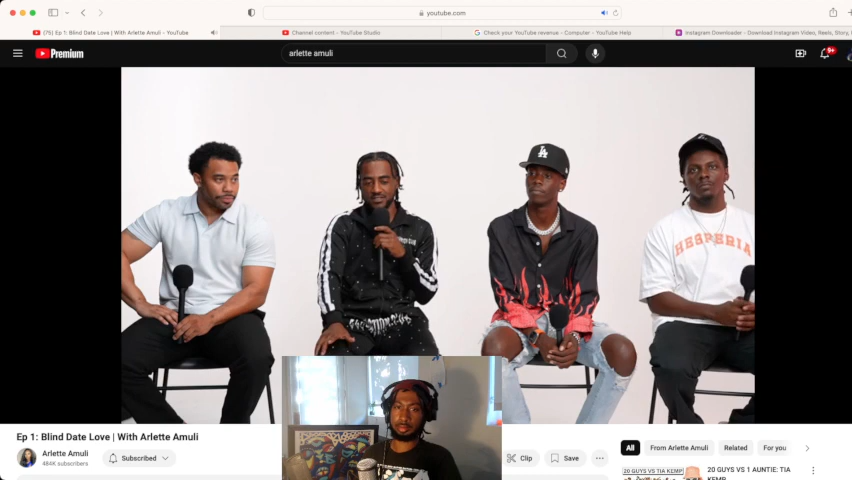 youtube.com
(75) Ep 1: Blind Date Love | With Arlette Amuli - YouTube
Channel content - YouTube Studio
Check your YouTube revenue - Computer - YouTube Help
Instagram Downloader - Download Instagram Video, Reels, Story, I
Premium
arlette amuli
9+
LA
HESPERIA
Ep 1: Blind Date Love | With Arlette Amuli
Arlette Amuli
484K subscribers
Subscribed
Clip
Save
All
From Arlette Amuli
Related
For you
20 GUYS VS TIA KEMP
20 GUYS VS 1 AUNTIE: TIA
KEMP